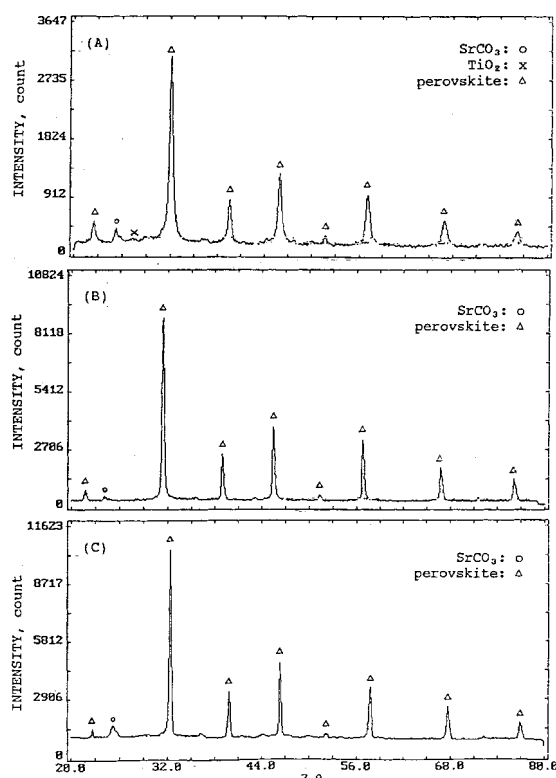 3647
(A)
SrCO₃: o
TiO₂: x
perovskite: △
2735
1824
912
0
INTENSITY, count
10824
(B)
SrCO₃: o
perovskite: △
8118
5412
2706
0
INTENSITY, count
11623
(C)
SrCO₃: o
perovskite: △
8717
5812
2906
0
INTENSITY, count
20.0 32.0 44.0 56.0 68.0 80.0